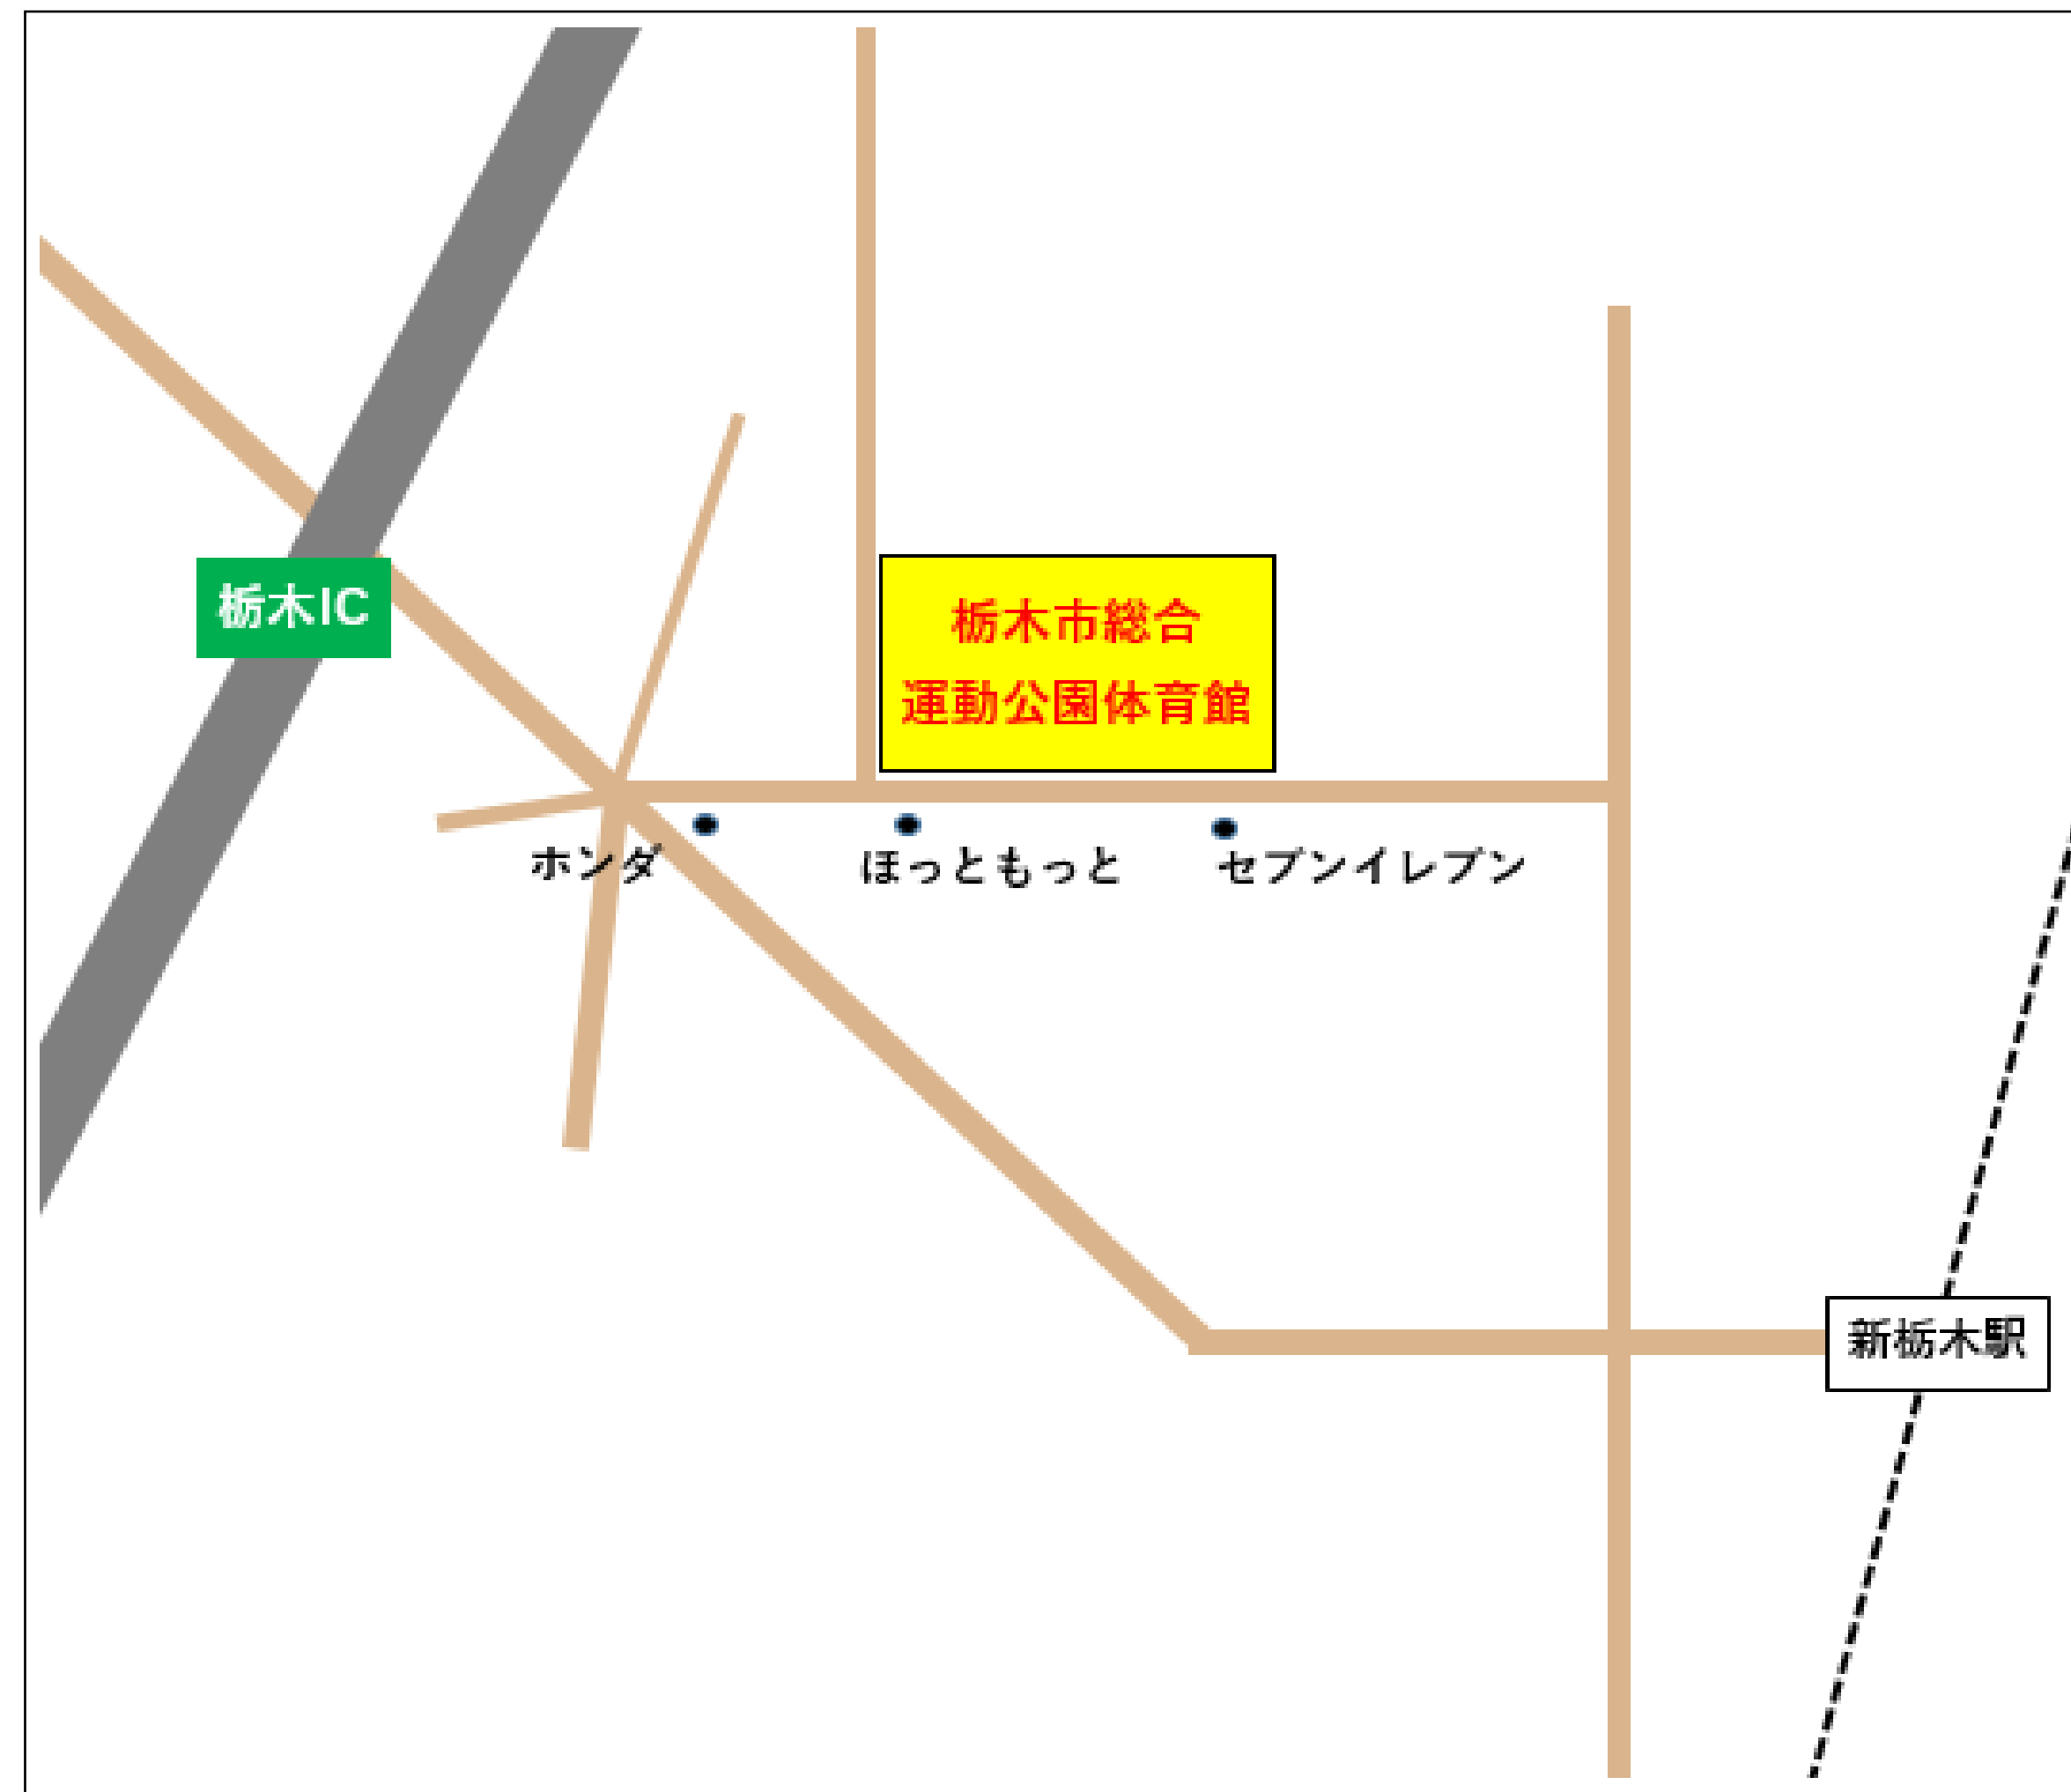 栃木IC
栃木市総合
運動公園体育館
ホンダ
ほっともっと
セブンイレブン
新栃木駅